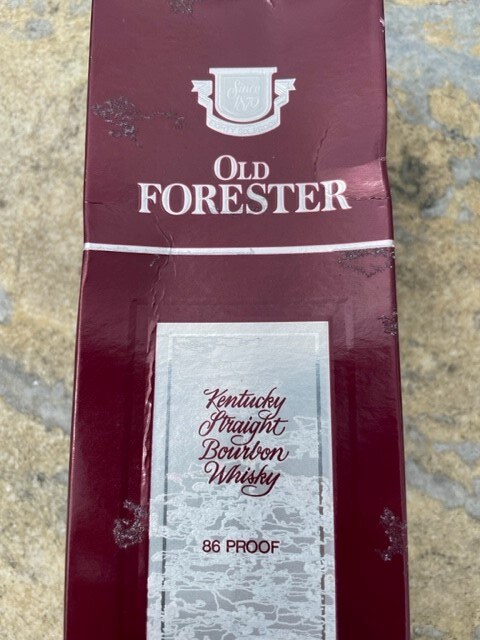 Since
1870
OLD
FORESTER
Kentucky
Straight
Bourbon
Whisky
86 PROOF